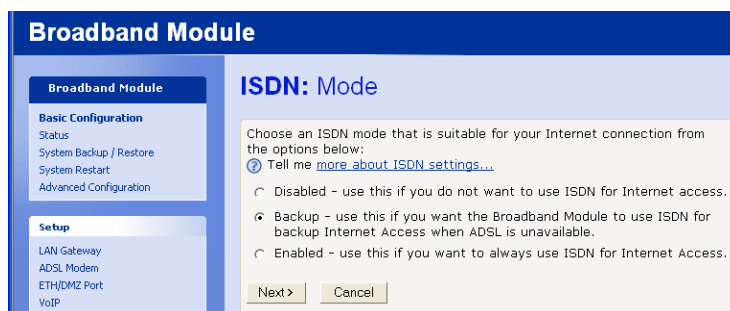 Broadband Module
Broadband Module
Basic Configuration
Status
System Backup / Restore
System Restart
Advanced Configuration
Setup
LAN Gateway
ADSL Modem
ETH/DMZ Port
VoIP
ISDN: Mode
Choose an ISDN mode that is suitable for your Internet connection from
the options below:
? Tell me more about ISDN settings...
Disabled - use this if you do not want to use ISDN for Internet access.
Backup - use this if you want the Broadband Module to use ISDN for
backup Internet Access when ADSL is unavailable.
Enabled - use this if you want to always use ISDN for Internet Access.
Next > Cancel